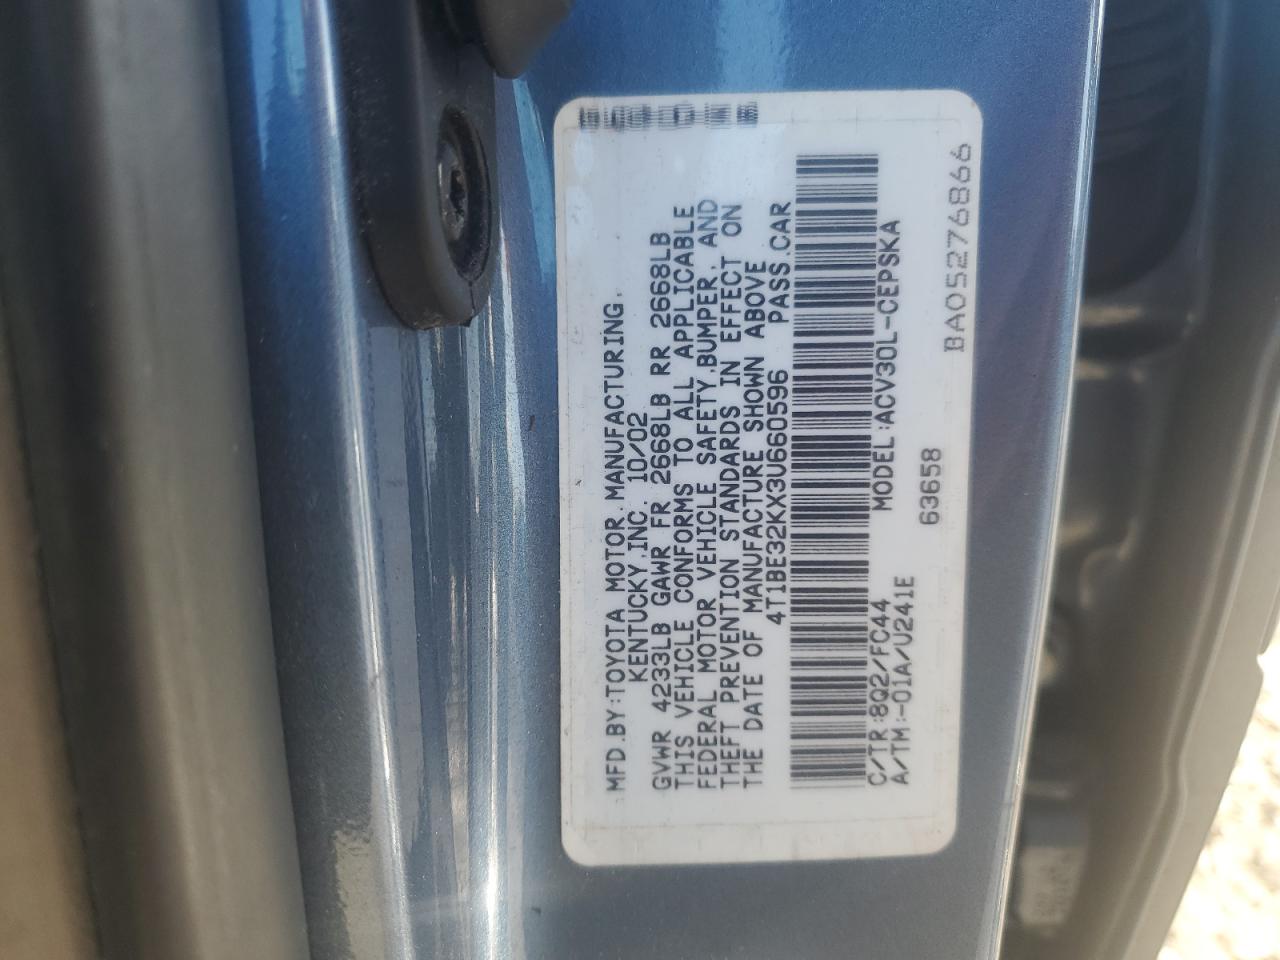 MFD.BY:TOYOTA MOTOR MANUFACTURING,
KENTUCKY,INC. 10/02
GVWR 4233LB GAWR FR 2668LB RR 2668LB
THIS VEHICLE CONFORMS TO ALL APPLICABLE
FEDERAL MOTOR VEHICLE SAFETY,BUMPER, AND
THEFT PREVENTION STANDARDS IN EFFECT ON
THE DATE OF MANUFACTURE SHOWN ABOVE
4T1BE32KX3U660596 PASS.CAR
C/TR:8Q2/FC44 MODEL:ACV30L-CEPSKA
A/TM:-01A/U241E
63658
BA05276866